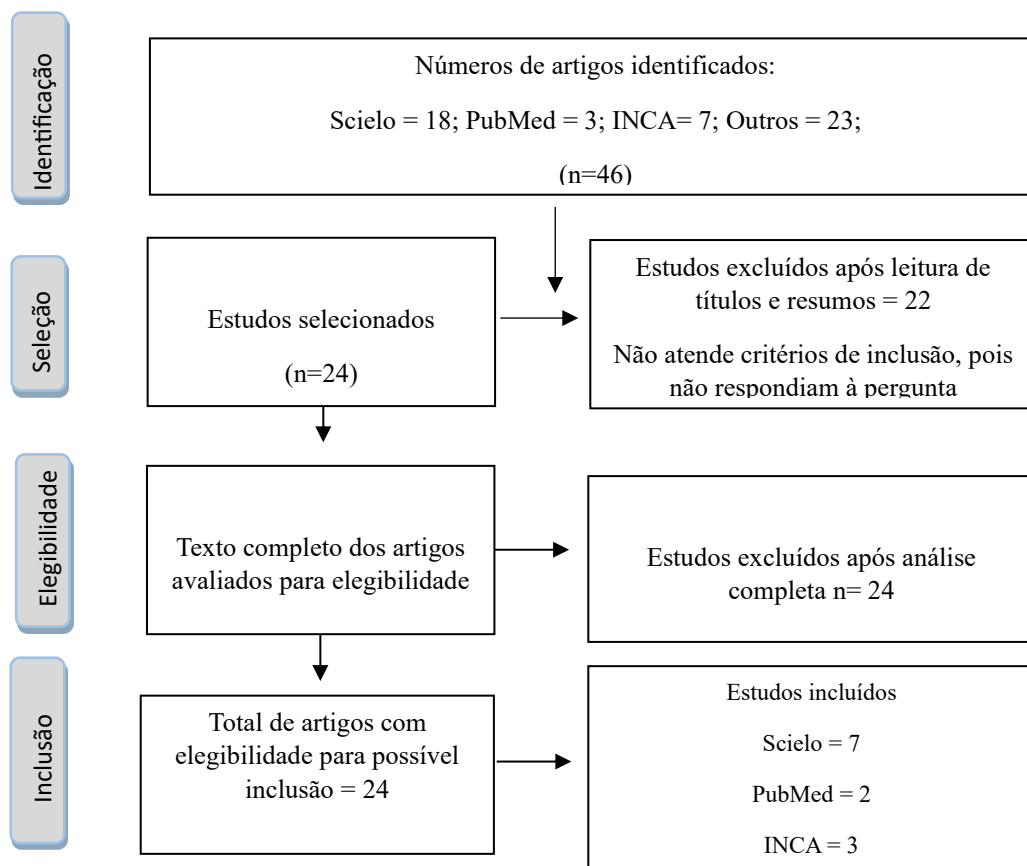 Identificação
Números de artigos identificados:
Scielo = 18; PubMed = 3; INCA= 7; Outros = 23;
(n=46)
Seleção
Estudos selecionados
(n=24)
Estudos excluídos após leitura de
títulos e resumos = 22
Não atende critérios de inclusão, pois
não respondiam à pergunta
Elegibilidade
Texto completo dos artigos
avaliados para elegibilidade
Estudos excluídos após análise
completa n= 24
Inclusão
Total de artigos com
elegibilidade para possível
inclusão = 24
Estudos incluídos
Scielo = 7
PubMed = 2
INCA = 3